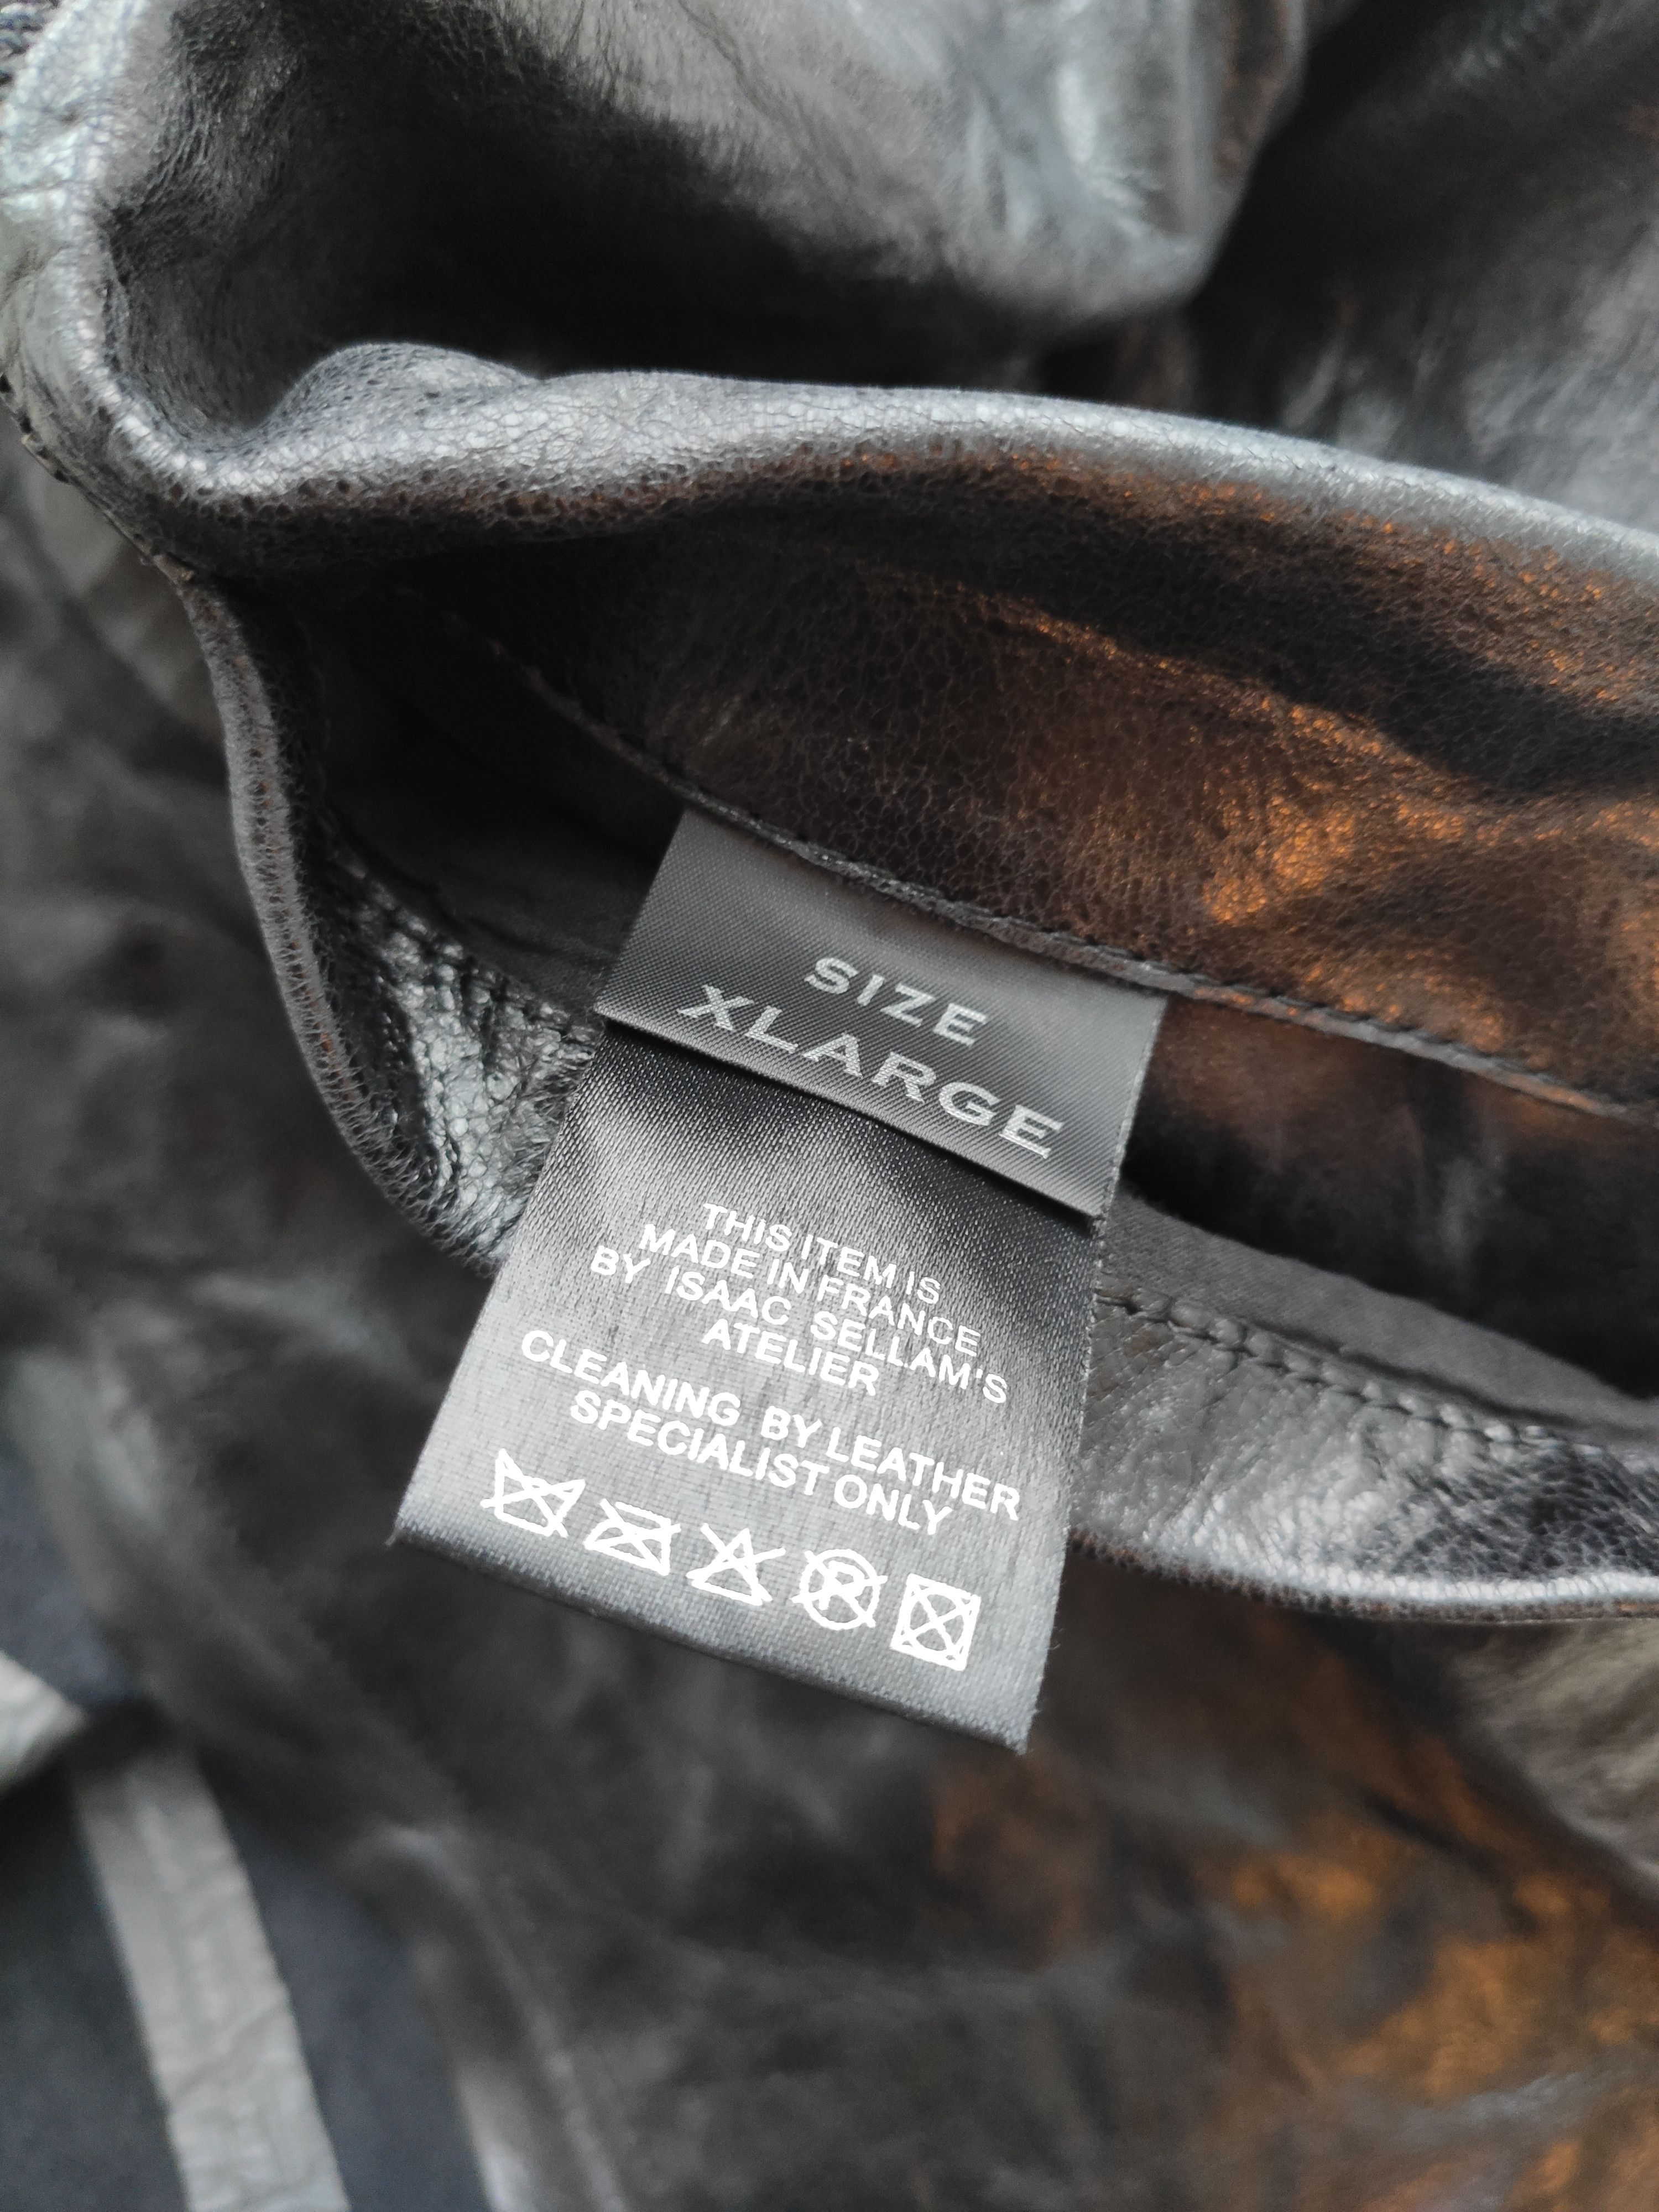 SIZE
XLARGE
THIS ITEM IS
MADE IN FRANCE
BY ISAAC SELLAM'S
ATELIER
CLEANING BY LEATHER
SPECIALIST ONLY